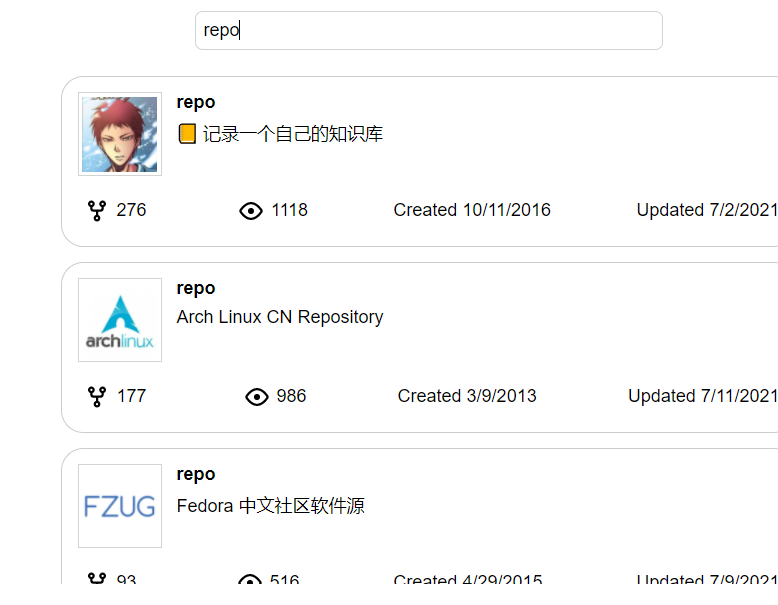 repo
repo
📒 记录一个自己的知识库
276 1118 Created 10/11/2016 Updated 7/2/2021
repo
archlinux
Arch Linux CN Repository
177 986 Created 3/9/2013 Updated 7/11/2021
repo
FZUG
Fedora 中文社区软件源
93 516 Created 4/29/2015 Updated 7/9/2021